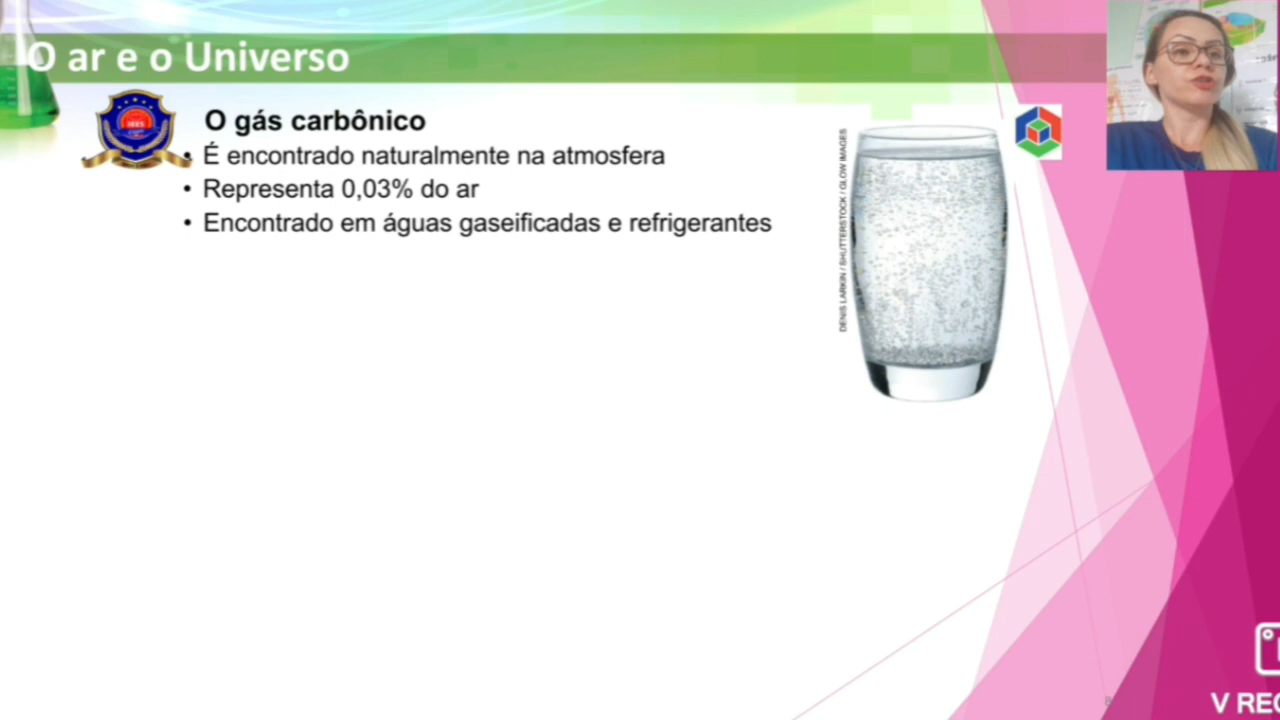 O ar e o Universo
O gás carbônico
• É encontrado naturalmente na atmosfera
• Representa 0,03% do ar
• Encontrado em águas gaseificadas e refrigerantes
DENIS LARKIN / SHUTTERSTOCK / GLOW IMAGES
V REC